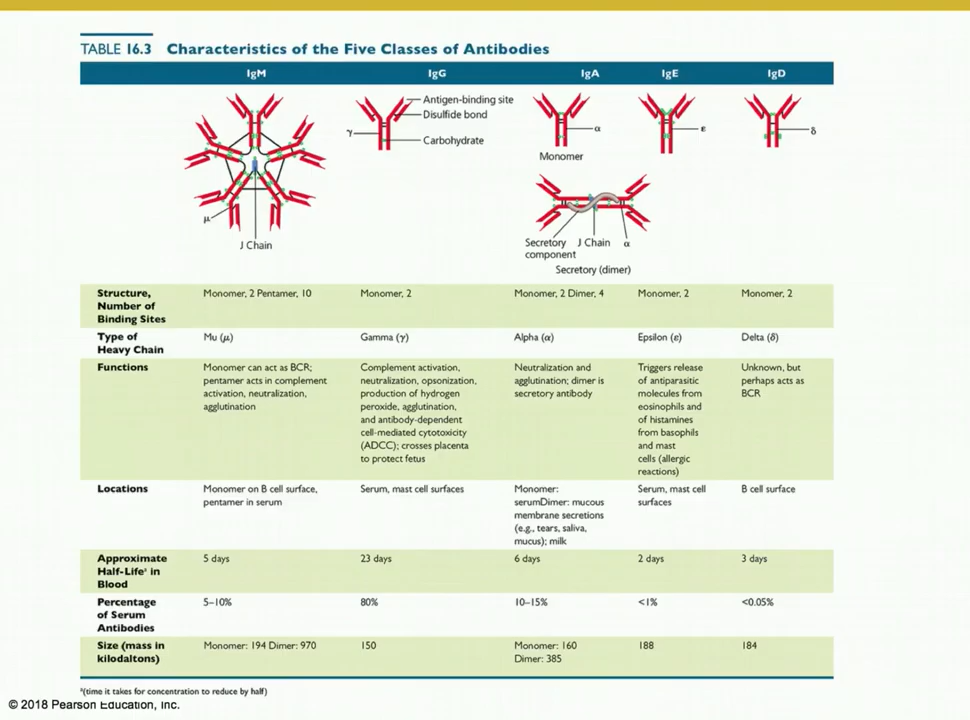 TABLE 16.3 Characteristics of the Five Classes of Antibodies
IgM IgG IgA IgE IgD
Antigen-binding site
Disulfide bond
γ
Carbohydrate
α
Monomer
ε
δ
μ
J Chain
Secretory component
J Chain
α
Secretory (dimer)
Structure,
Number of
Binding Sites
Monomer, 2 Pentamer, 10
Monomer, 2
Monomer, 2 Dimer, 4
Monomer, 2
Monomer, 2
Type of
Heavy Chain
Mu (μ)
Gamma (γ)
Alpha (α)
Epsilon (ε)
Delta (δ)
Functions
Monomer can act as BCR;
pentamer acts in complement
activation, neutralization,
agglutination
Complement activation,
neutralization, opsonization,
production of hydrogen
peroxide, agglutination,
and antibody-dependent
cell-mediated cytotoxicity
(ADCC); crosses placenta
to protect fetus
Neutralization and
agglutination; dimer is
secretory antibody
Triggers release
of antiparasitic
molecules from
eosinophils and
of histamines
from basophils
and mast
cells (allergic
reactions)
Unknown, but
perhaps acts as
BCR
Locations
Monomer on B cell surface,
pentamer in serum
Serum, mast cell surfaces
Monomer:
serumDimer: mucous
membrane secretions
(e.g., tears, saliva,
mucus); milk
Serum, mast cell
surfaces
B cell surface
Approximate
Half-Lifeᵃ in
Blood
5 days
23 days
6 days
2 days
3 days
Percentage
of Serum
Antibodies
5–10%
80%
10–15%
<1%
<0.05%
Size (mass in
kilodaltons)
Monomer: 194 Dimer: 970
150
Monomer: 160
Dimer: 385
188
184
ᵃ(time it takes for concentration to reduce by half)
© 2018 Pearson Education, Inc.